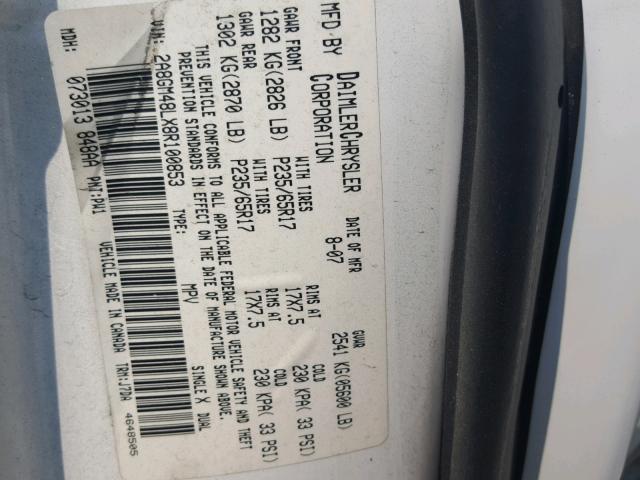 MFD BY DAIMLERCHRYSLER CORPORATION DATE OF MFR 8-07 GVWR 2541 KG(05600 LB)
GAWR FRONT WITH TIRES RIMS AT COLD
1282 KG(2826 LB) P235/65R17 17X7.5 230 KPA( 33 PSI)
GAWR REAR WITH TIRES RIMS AT COLD
1302 KG(2870 LB) P235/65R17 17X7.5 230 KPA( 33 PSI)
THIS VEHICLE CONFORMS TO ALL APPLICABLE FEDERAL MOTOR VEHICLE SAFETY AND THEFT
PREVENTION STANDARDS IN EFFECT ON THE DATE OF MANUFACTURE SHOWN ABOVE.
VIN: 2A8GM48LX8R100853 TYPE: MPV SINGLE X DUAL
MDH: 073013 848AA PNT:PW1 VEHICLE MADE IN CANADA TRM:J7DA 4648505